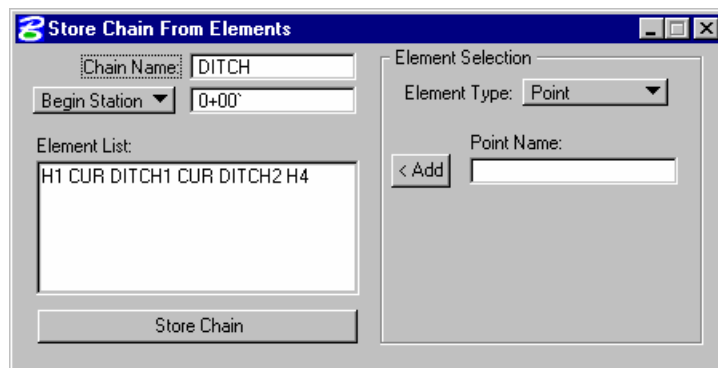 Store Chain From Elements
Chain Name: DITCH
Begin Station 0+00`
Element List:
H1 CUR DITCH1 CUR DITCH2 H4
Store Chain
Element Selection
Element Type: Point
Point Name:
< Add